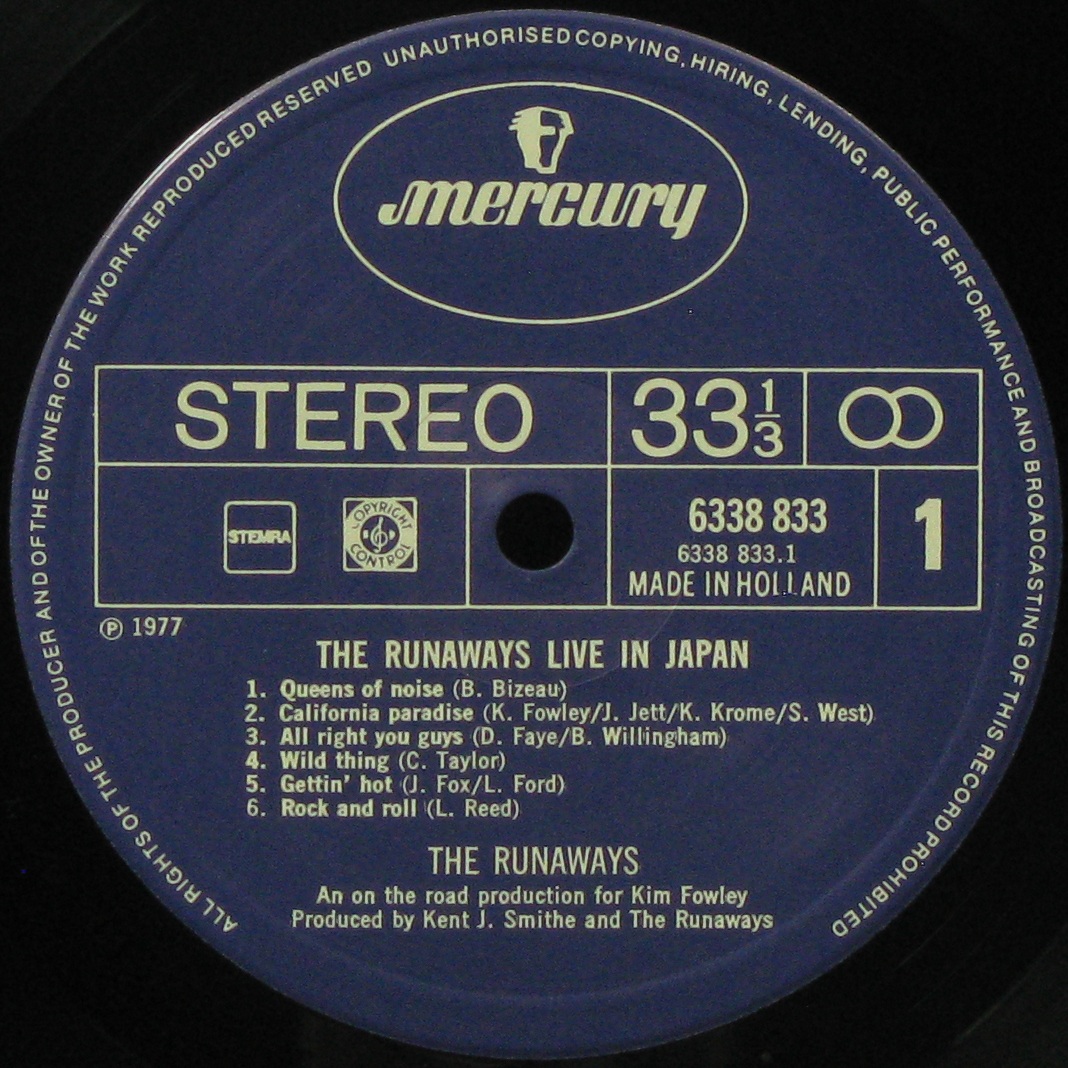 ALL RIGHTS OF THE PRODUCER AND OF THE OWNER OF THE WORK REPRODUCED RESERVED UNAUTHORISED COPYING, HIRING, LENDING, PUBLIC PERFORMANCE AND BROADCASTING OF THIS RECORD PROHIBITED
mercury
STEREO 33 1/3
STEMRA COPYRIGHT CONTROL
6338 833
6338 833.1
MADE IN HOLLAND
1
℗ 1977
THE RUNAWAYS LIVE IN JAPAN
1. Queens of noise (B. Bizeau)
2. California paradise (K. Fowley/J. Jett/K. Krome/S. West)
3. All right you guys (D. Faye/B. Willingham)
4. Wild thing (C. Taylor)
5. Gettin' hot (J. Fox/L. Ford)
6. Rock and roll (L. Reed)
THE RUNAWAYS
An on the road production for Kim Fowley
Produced by Kent J. Smithe and The Runaways